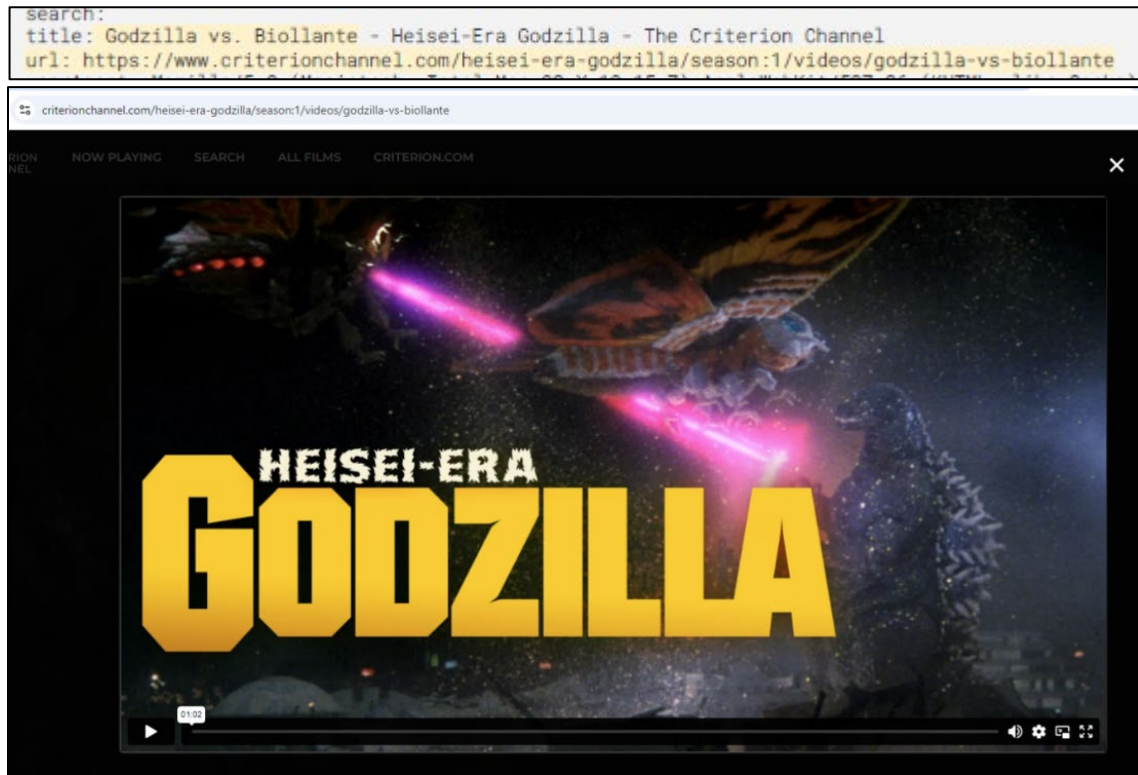 search:
title: Godzilla vs. Biollante - Heisei-Era Godzilla - The Criterion Channel
url: https://www.criterionchannel.com/heisei-era-godzilla/season:1/videos/godzilla-vs-biollante
criterionchannel.com/heisei-era-godzilla/season:1/videos/godzilla-vs-biollante
NOW PLAYING SEARCH ALL FILMS CRITERION.COM
HEISEI-ERA
GODZILLA
01:02